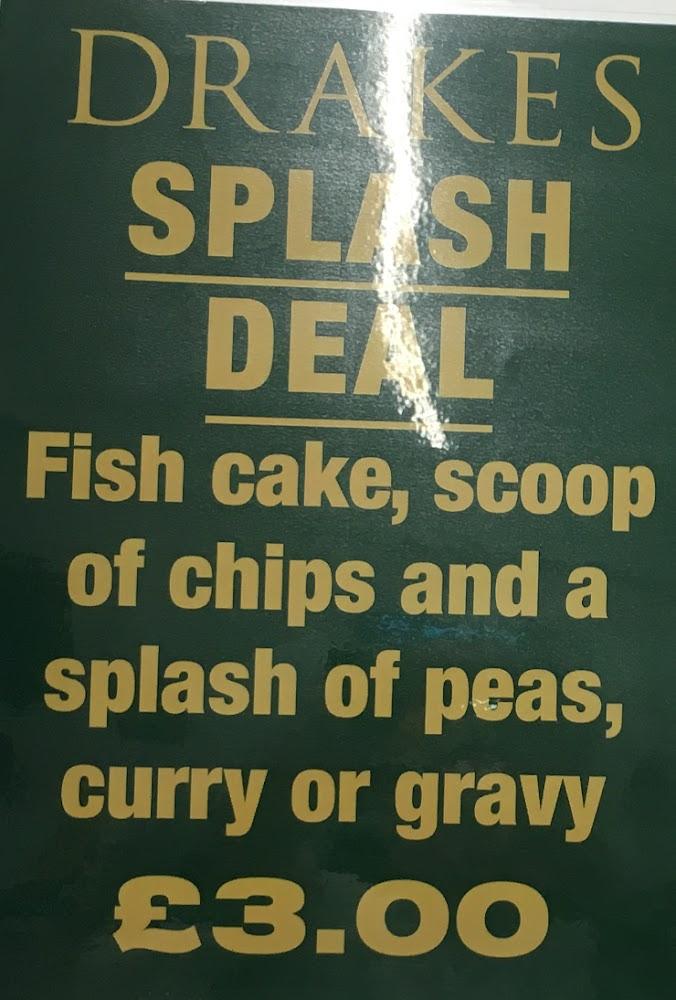 DRAKES
SPLASH
DEAL
Fish cake, scoop
of chips and a
splash of peas,
curry or gravy
£3.00